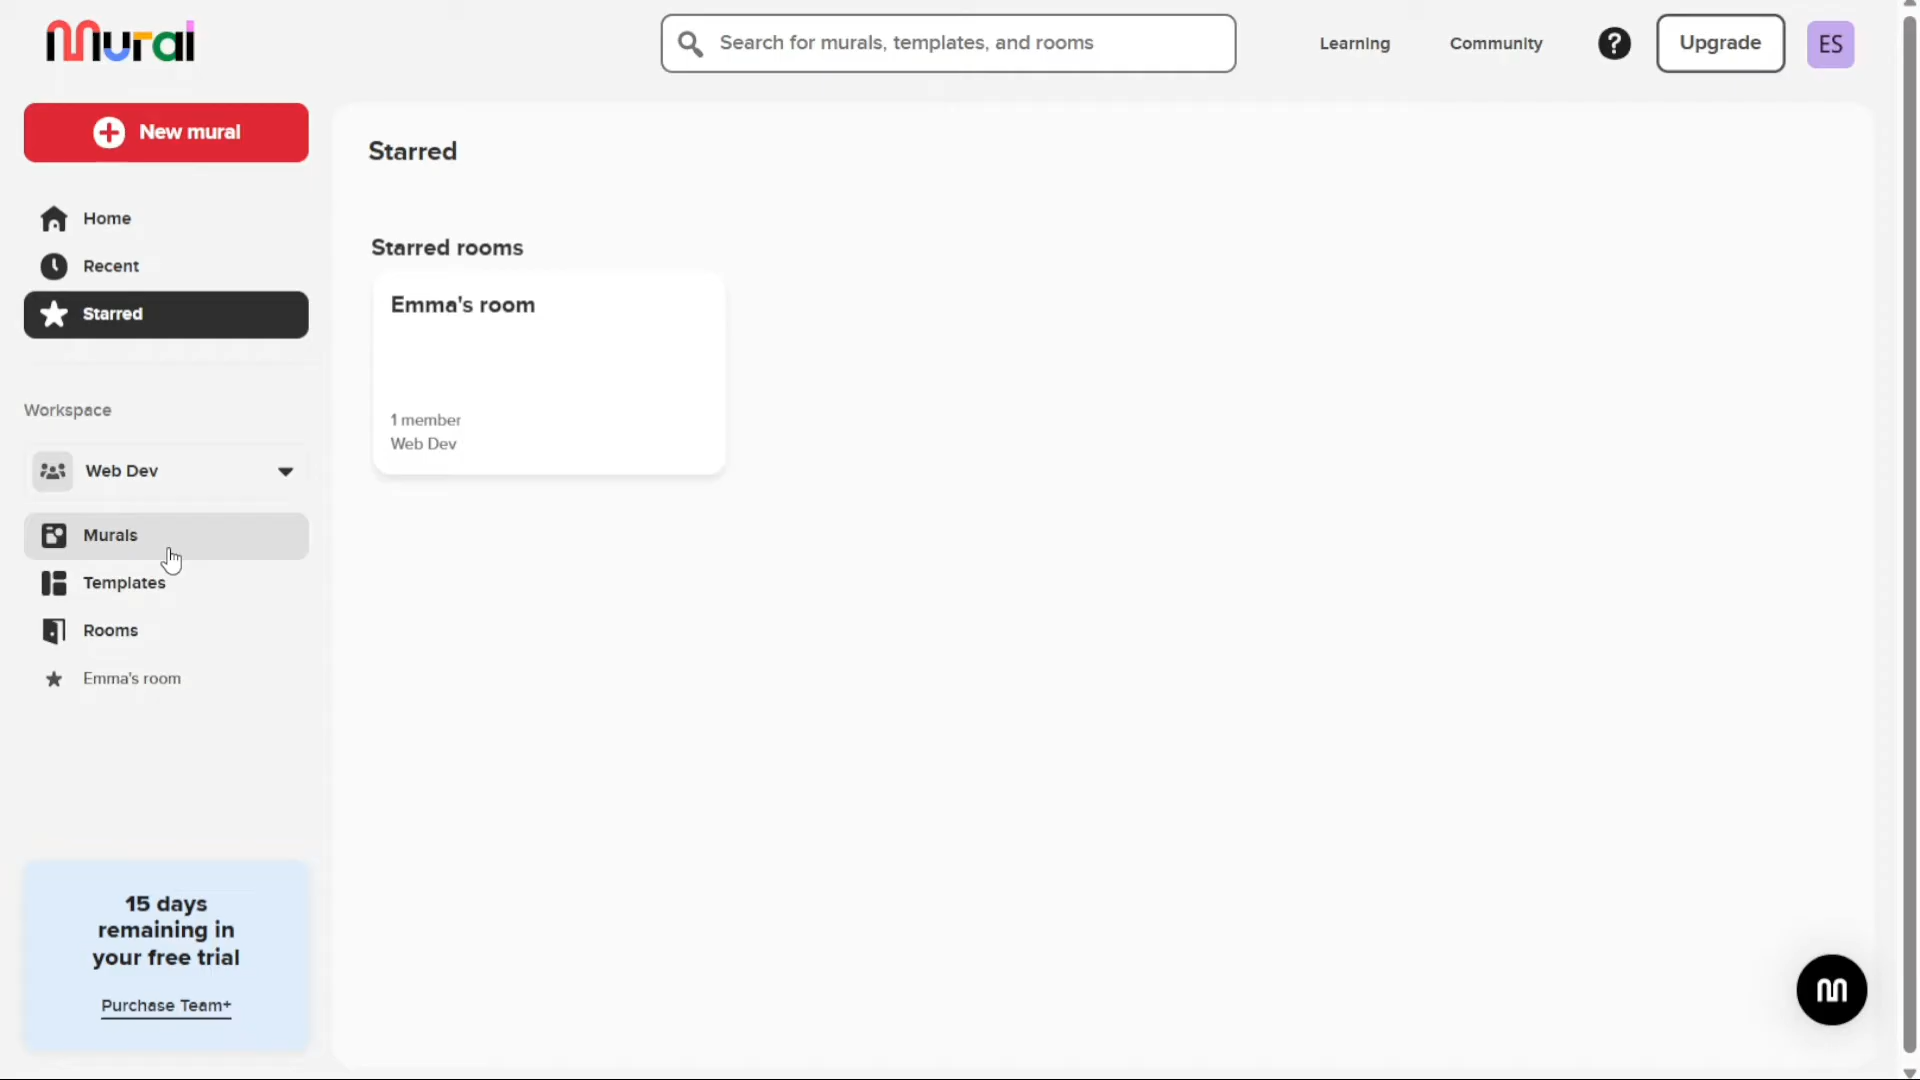 Mural
Search for murals, templates, and rooms
Learning
Community
?
Upgrade
ES
New mural
Home
Recent
Starred
Workspace
Web Dev
Murals
Templates
Rooms
Emma's room
15 days
remaining in
your free trial
Purchase Team+
Starred
Starred rooms
Emma's room
1 member
Web Dev
m